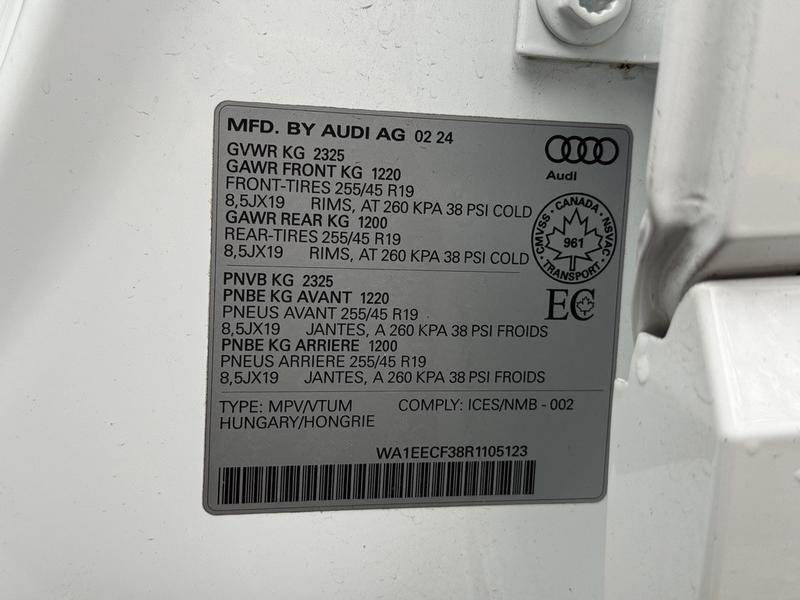 MFD. BY AUDI AG 02 24
GVWR KG 2325
GAWR FRONT KG 1220
FRONT-TIRES 255/45 R19
8,5JX19 RIMS, AT 260 KPA 38 PSI COLD
GAWR REAR KG 1200
REAR-TIRES 255/45 R19
8,5JX19 RIMS, AT 260 KPA 38 PSI COLD
Audi
CMVSS - CANADA - NSVAC
961
- TRANSPORT -
PNVB KG 2325
PNBE KG AVANT 1220
PNEUS AVANT 255/45 R19
8,5JX19 JANTES, A 260 KPA 38 PSI FROIDS
PNBE KG ARRIERE 1200
PNEUS ARRIERE 255/45 R19
8,5JX19 JANTES, A 260 KPA 38 PSI FROIDS
EC
TYPE: MPV/VTUM COMPLY: ICES/NMB - 002
HUNGARY/HONGRIE
WA1EECF38R1105123